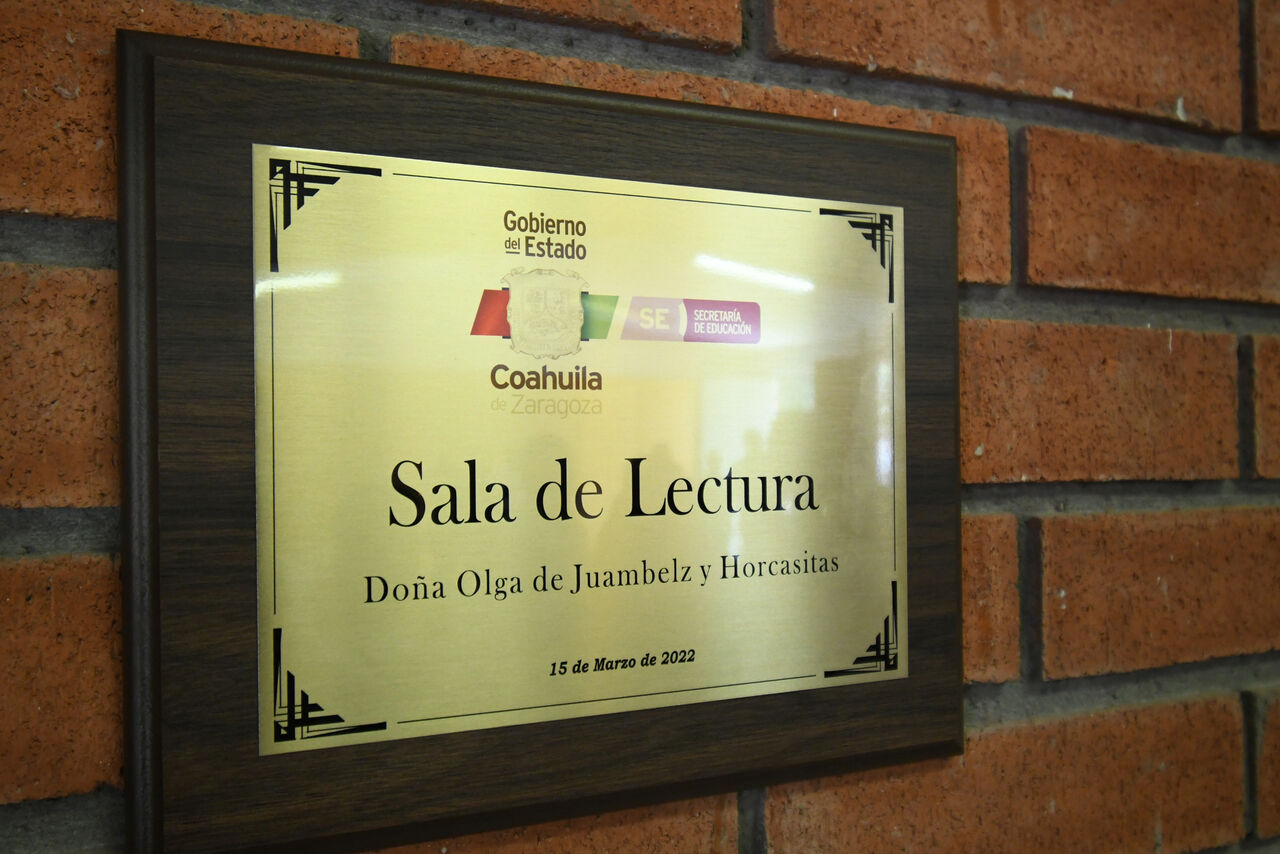 Gobierno
del Estado
SE SECRETARÍA
DE EDUCACIÓN
Coahuila
de Zaragoza
Sala de Lectura
Doña Olga de Juambelz y Horcasitas
15 de Marzo de 2022